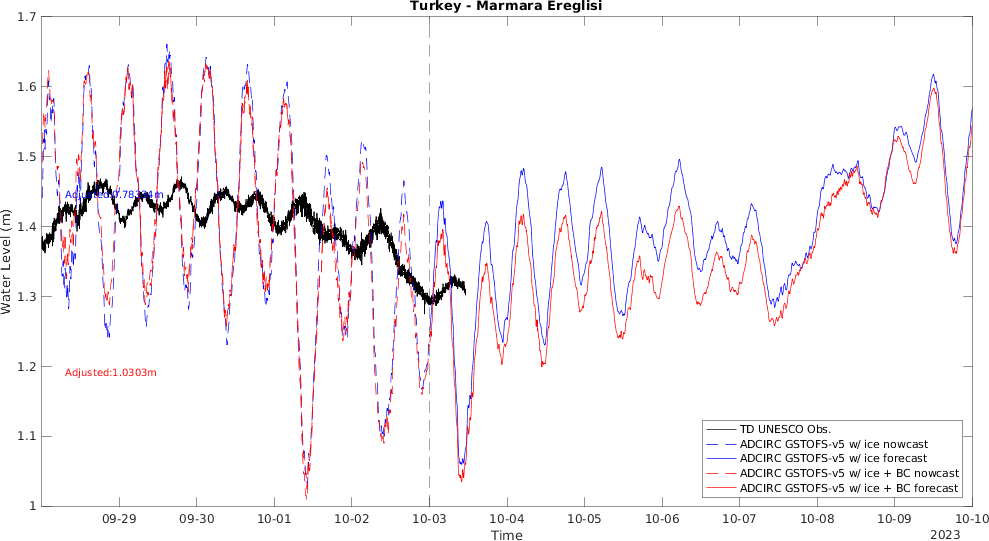 Turkey - Marmara Ereglisi
1.7
1.6
1.5
1.4
1.3
1.2
1.1
1
Water Level (m)
Adjusted:1.0303m
TD UNESCO Obs.
ADCIRC GSTOFS-v5 w/ ice nowcast
ADCIRC GSTOFS-v5 w/ ice forecast
ADCIRC GSTOFS-v5 w/ ice + BC nowcast
ADCIRC GSTOFS-v5 w/ ice + BC forecast
09-29 09-30 10-01 10-02 10-03 10-04 10-05 10-06 10-07 10-08 10-09 10-10
Time
2023